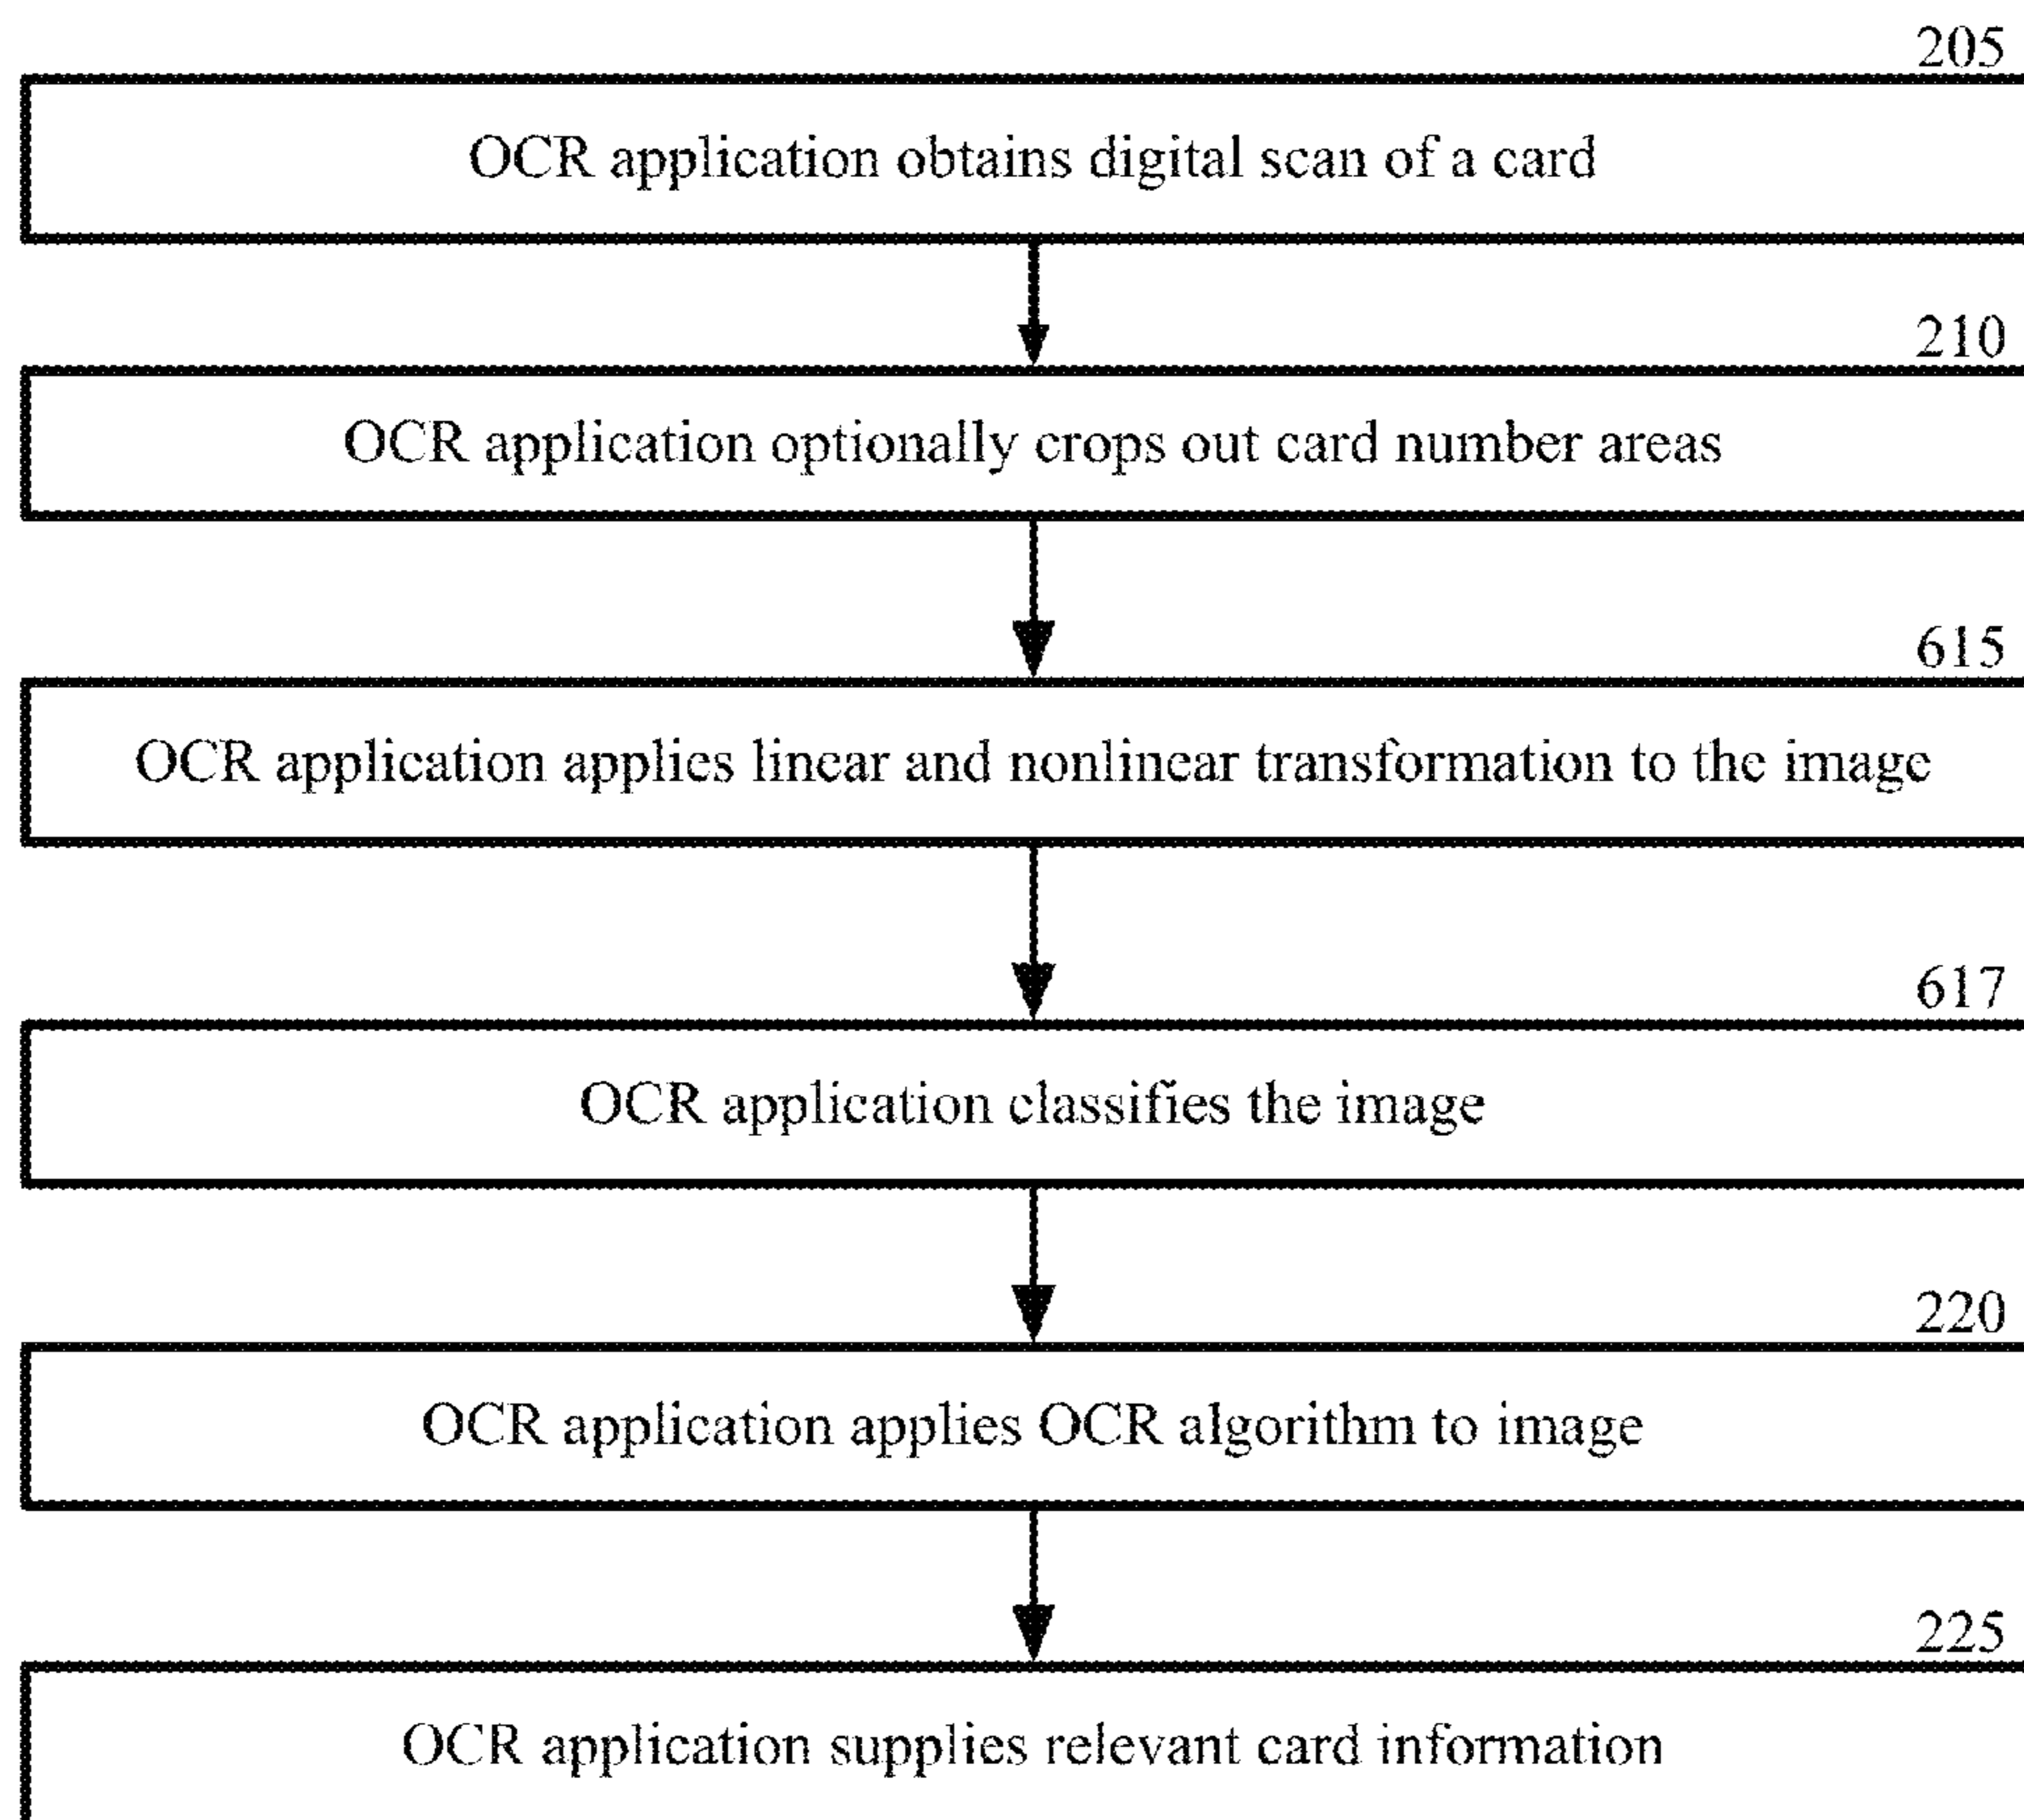 205
OCR application obtains digital scan of a card
210
OCR application optionally crops out card number areas
615
OCR application applies linear and nonlinear transformation to the image
617
OCR application classifies the image
220
OCR application applies OCR algorithm to image
225
OCR application supplies relevant card information